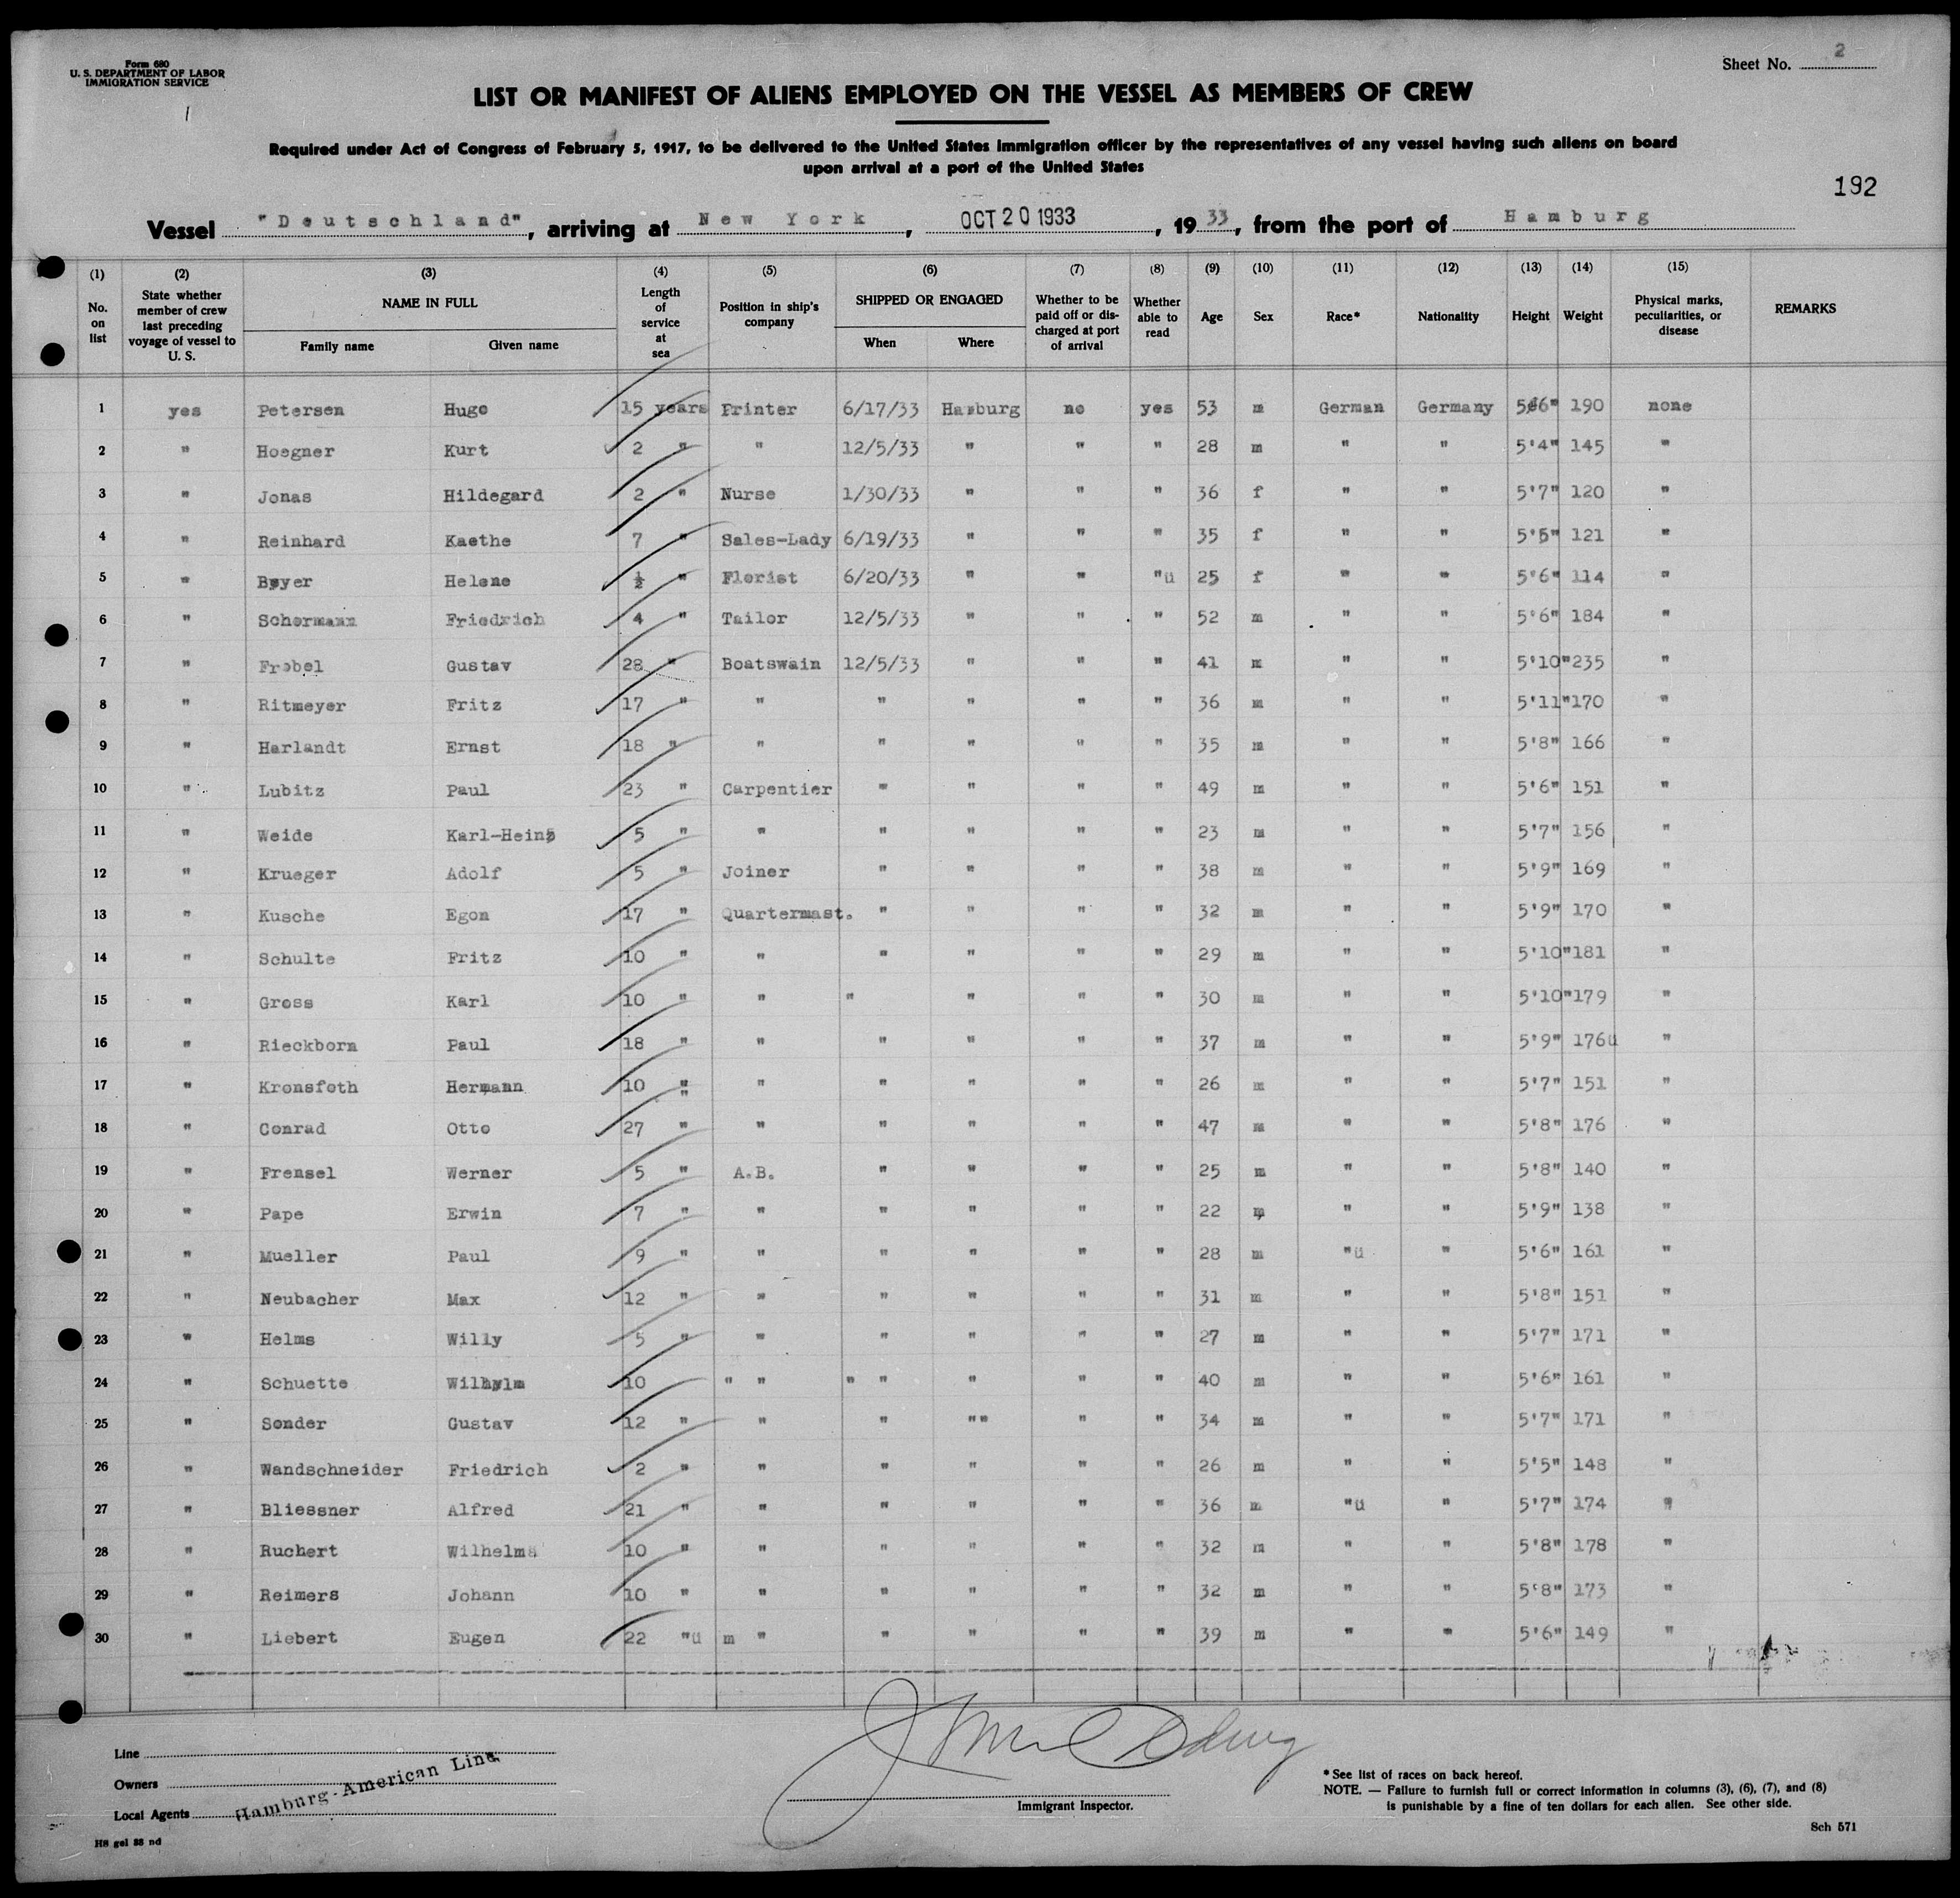 Form 680
U. S. DEPARTMENT OF LABOR
IMMIGRATION SERVICE
Sheet No. 2
LIST OR MANIFEST OF ALIENS EMPLOYED ON THE VESSEL AS MEMBERS OF CREW
Required under Act of Congress of February 5, 1917, to be delivered to the United States Immigration officer by the representatives of any vessel having such aliens on board
upon arrival at a port of the United States
192
Vessel "Deutschland", arriving at New York, OCT 20 1933, 19 33, from the port of Hamburg
(1) (2) (3) (4) (5) (6) (7) (8) (9) (10) (11) (12) (13) (14) (15)
No. on list State whether member of crew last preceding voyage of vessel to U. S. NAME IN FULL Family name Given name Length of service at sea Position in ship's company SHIPPED OR ENGAGED When Where Whether to be paid off or discharged at port of arrival Whether able to read Age Sex Race* Nationality Height Weight Physical marks, peculiarities, or disease REMARKS
1 yes Petersen Hugo 15 years Printer 6/17/33 Hamburg no yes 53 m German Germany 5'6" 190 none
2 " Hoegner Kurt 2 " " 12/5/33 " " " 28 m " " 5'4" 145 "
3 " Jonas Hildegard 2 " Nurse 1/30/33 " " " 36 f " " 5'7" 120 "
4 " Reinhard Kaethe 7 " Sales-Lady 6/19/33 " " " 35 f " " 5'5" 121 "
5 " Beyer Helene ½ " Florist 6/20/33 " " "ü 25 f " " 5'6" 114 "
6 " Schormann Friedrich 4 " Tailor 12/5/33 " " " 52 m " " 5'6" 184 "
7 " Frobel Gustav 28 " Boatswain 12/5/33 " " " 41 m " " 5'10" 235 "
8 " Ritmeyer Fritz 17 " " " " " " 36 m " " 5'11" 170 "
9 " Harlandt Ernst 18 " " " " " " 35 m " " 5'8" 166 "
10 " Lubitz Paul 23 " Carpentier " " " " 49 m " " 5'6" 151 "
11 " Weide Karl-Heinz 5 " " " " " " 23 m " " 5'7" 156 "
12 " Krueger Adolf 5 " Joiner " " " " 38 m " " 5'9" 169 "
13 " Kusche Egon 17 " Quartermast. " " " " 32 m " " 5'9" 170 "
14 " Schulte Fritz 10 " " " " " " 29 m " " 5'10" 181 "
15 " Gross Karl 10 " " " " " " 30 m " " 5'10" 179 "
16 " Rieckborn Paul 18 " " " " " " 37 m " " 5'9" 176ü "
17 " Kronsfoth Hermann 10 " " " " " " 26 m " " 5'7" 151 "
18 " Conrad Otto 27 " " " " " " 47 m " " 5'8" 176 "
19 " Frensel Werner 5 " A.B. " " " " 25 m " " 5'8" 140 "
20 " Pape Erwin 7 " " " " " " 22 m " " 5'9" 138 "
21 " Mueller Paul 9 " " " " " " 28 m "ü " 5'6" 161 "
22 " Neubacher Max 12 " " " " " " 31 m " " 5'8" 151 "
23 " Helms Willy 5 " " " " " " 27 m " " 5'7" 171 "
24 " Schuette Wilhelm 10 " " " " " " " 40 m " " 5'6" 161 "
25 " Sonder Gustav 12 " " " "" " " 34 m " " 5'7" 171 "
26 " Wandschneider Friedrich 2 " " " " " " 26 m " " 5'5" 148 "
27 " Bliessner Alfred 21 " " " " " " 36 m "ü " 5'7" 174 "
28 " Ruchert Wilhelm 10 " " " " " " 32 m " " 5'8" 178 "
29 " Reimers Johann 10 " " " " " " 32 m " " 5'8" 173 "
30 " Liebert Eugen 22 "ü m " " " " " 39 m " " 5'6" 149 "
Line
Owners
Local Agents
Hamburg-American Line
H8 gel 88 nd
Immigrant Inspector.
* See list of races on back hereof.
NOTE. — Failure to furnish full or correct information in columns (3), (6), (7), and (8)
is punishable by a fine of ten dollars for each alien. See other side.
Sch 571